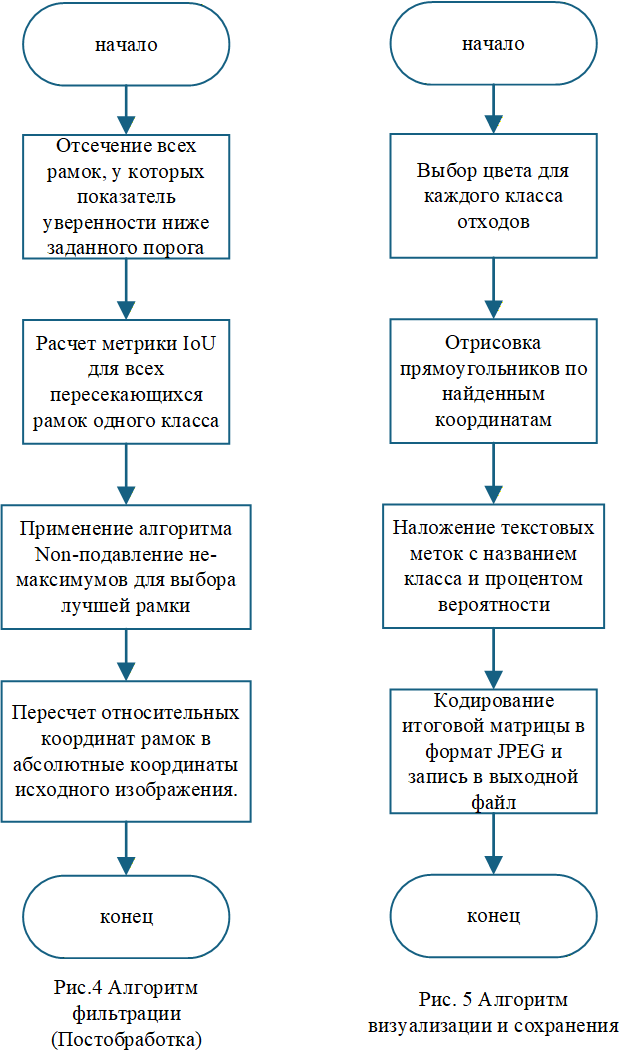 начало
Отсечение всех
рамок, у которых
показатель
уверенности ниже
заданного порога
Расчет метрики IoU
для всех
пересекающихся
рамок одного класса
Применение алгоритма
Non-подавление не-
максимумов для выбора
лучшей рамки
Пересчет относительных
координат рамок в
абсолютные координаты
исходного изображения.
конец
Рис.4 Алгоритм
фильтрации
(Постобработка)
начало
Выбор цвета для
каждого класса
отходов
Отрисовка
прямоугольников по
найденным
координатам
Наложение текстовых
меток с названием
класса и процентом
вероятности
Кодирование
итоговой матрицы в
формат JPEG и
запись в выходной
файл
конец
Рис. 5 Алгоритм
визуализации и сохранения